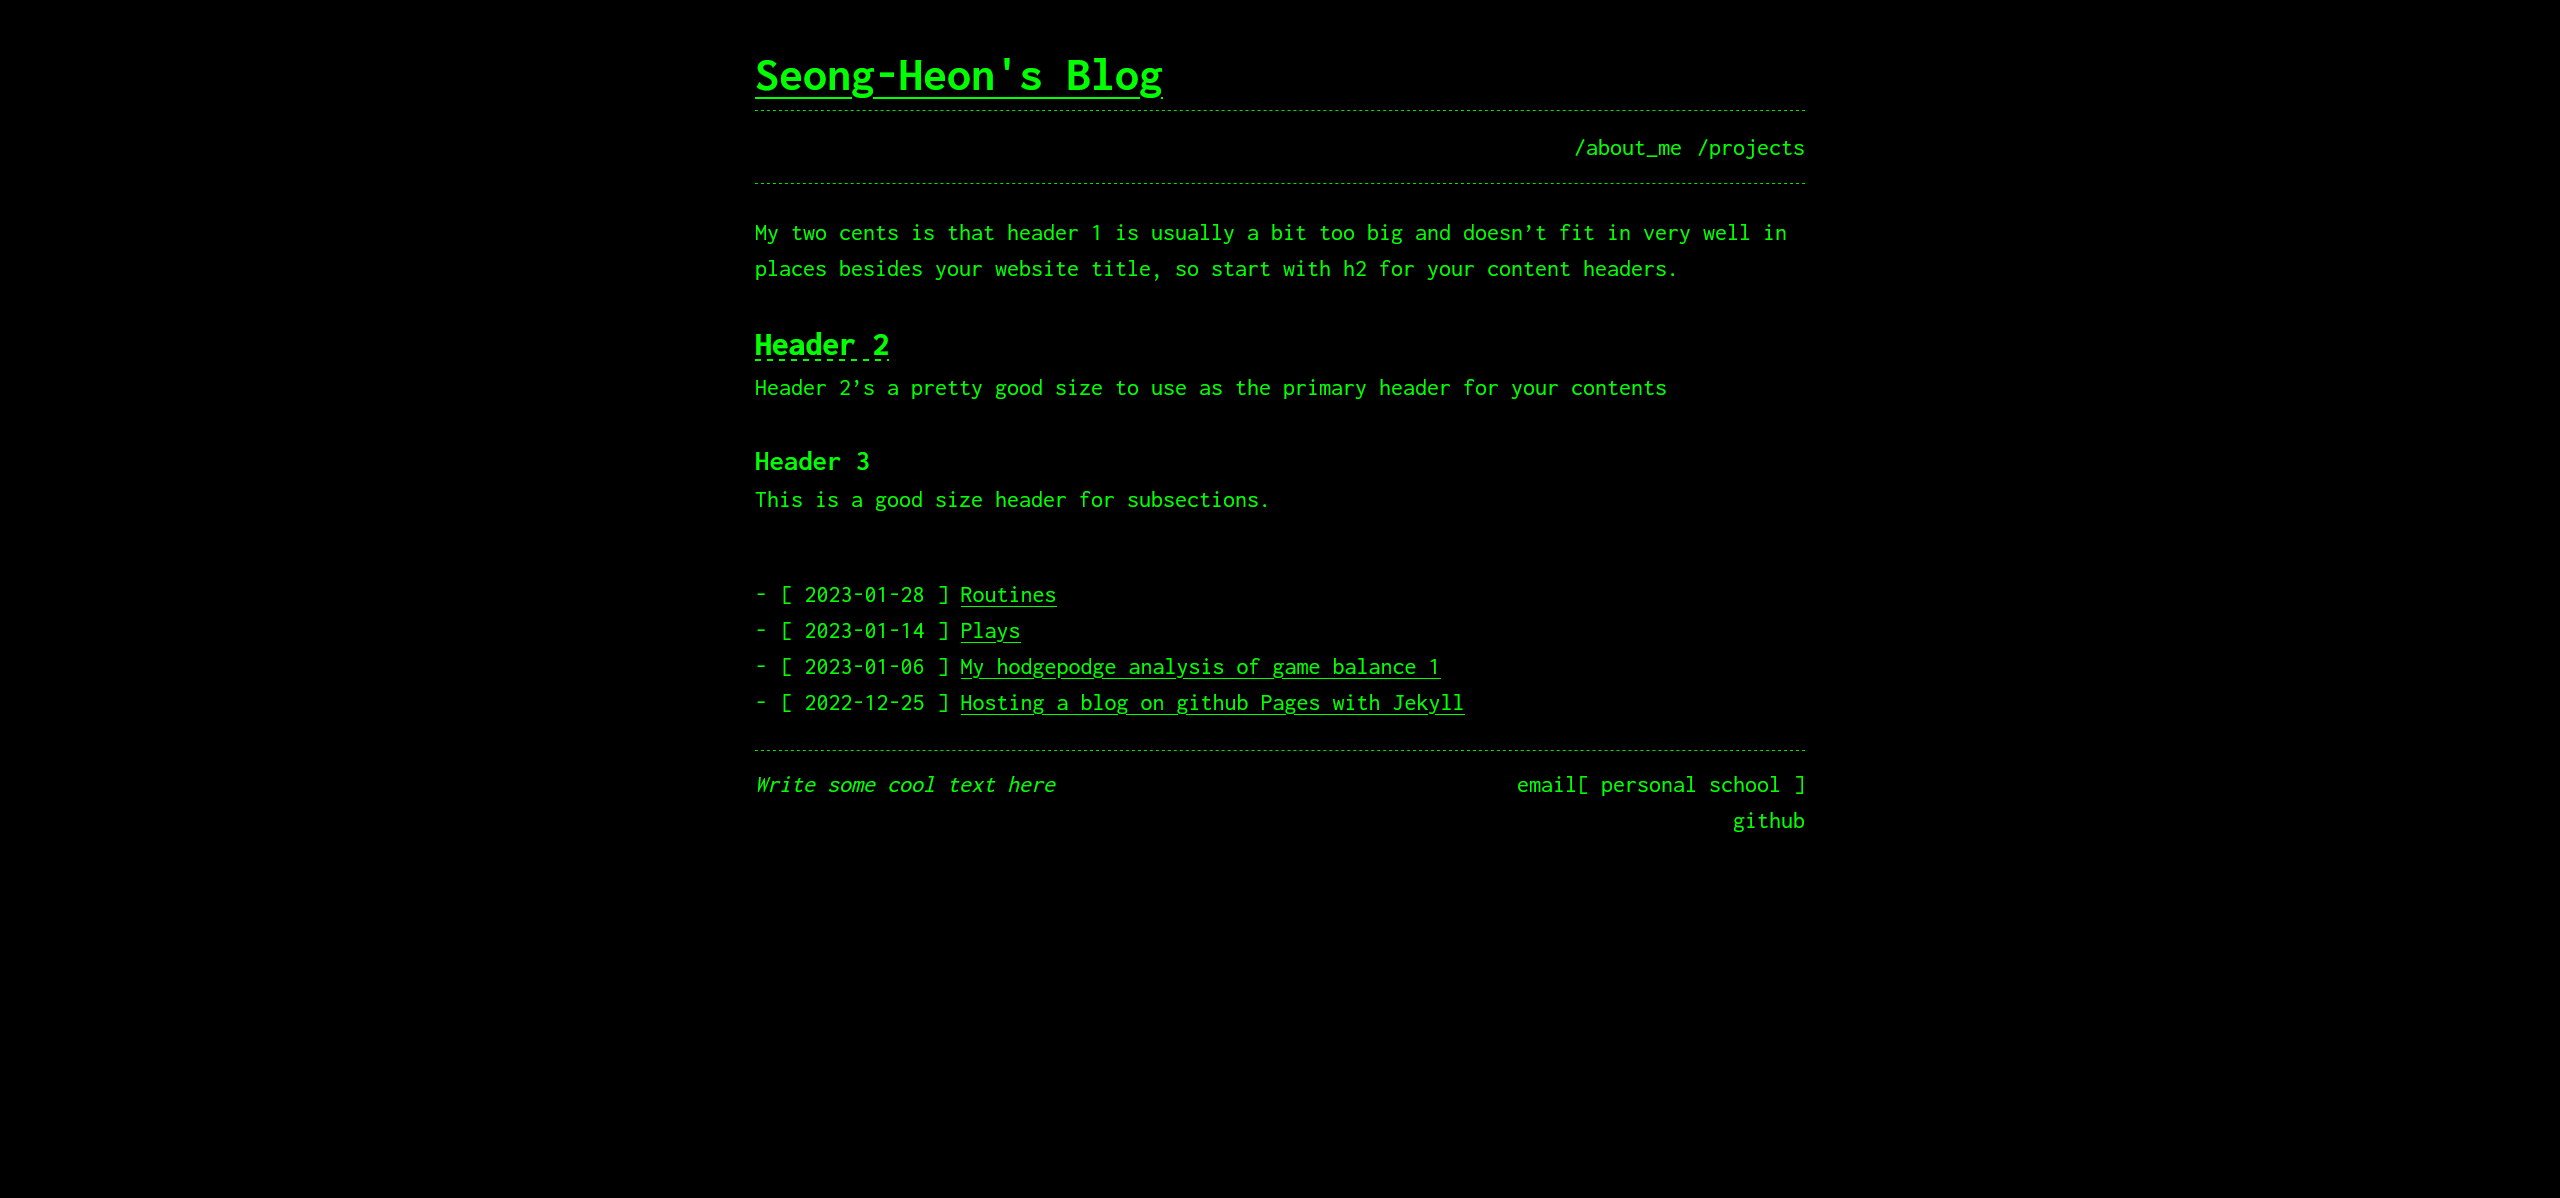 Seong-Heon's Blog
/about_me /projects
My two cents is that header 1 is usually a bit too big and doesn’t fit in very well in
places besides your website title, so start with h2 for your content headers.
Header 2
Header 2’s a pretty good size to use as the primary header for your contents
Header 3
This is a good size header for subsections.
- [ 2023-01-28 ] Routines
- [ 2023-01-14 ] Plays
- [ 2023-01-06 ] My hodgepodge analysis of game balance 1
- [ 2022-12-25 ] Hosting a blog on github Pages with Jekyll
Write some cool text here
email[ personal school ]
github